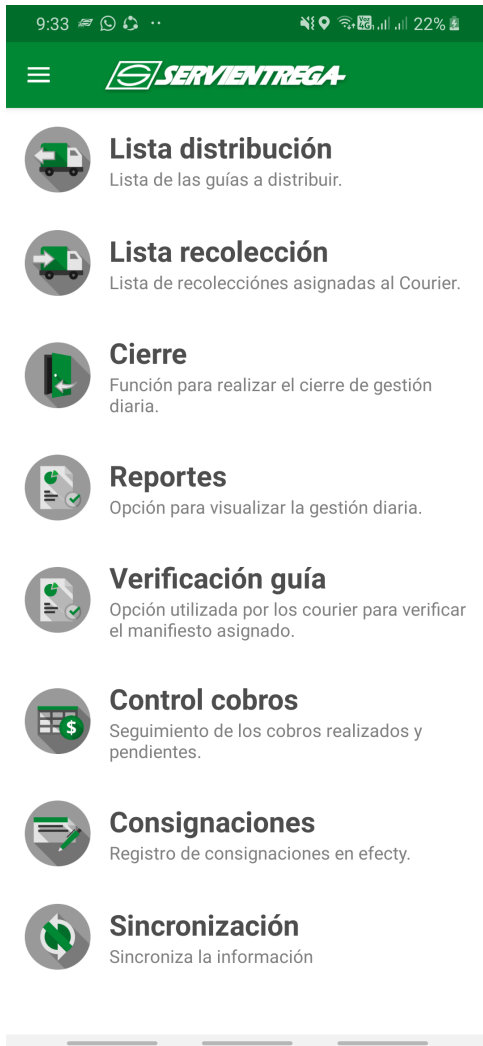 9:33
22%
SERVIENTREGA
Lista distribución
Lista de las guías a distribuir.
Lista recolección
Lista de recolecciónes asignadas al Courier.
Cierre
Función para realizar el cierre de gestión
diaria.
Reportes
Opción para visualizar la gestión diaria.
Verificación guía
Opción utilizada por los courier para verificar
el manifiesto asignado.
Control cobros
$
Seguimiento de los cobros realizados y
pendientes.
Consignaciones
Registro de consignaciones en efecty.
Sincronización
Sincroniza la información